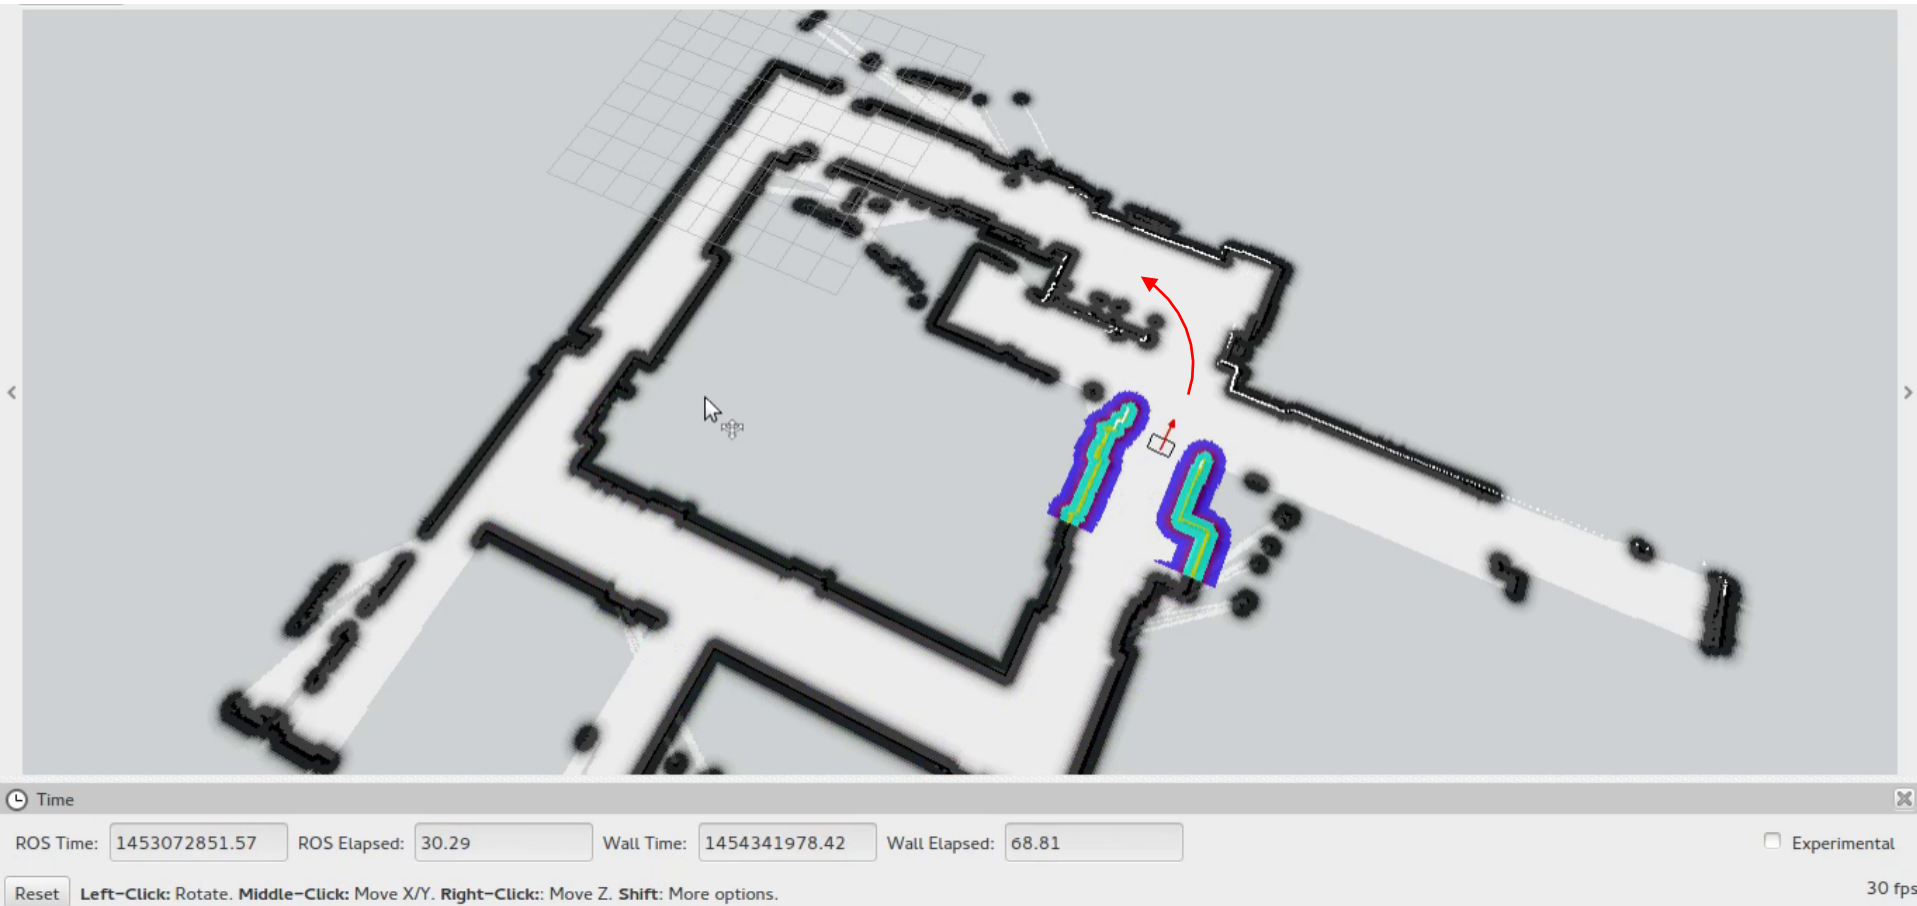 Time
ROS Time: 1453072851.57 ROS Elapsed: 30.29 Wall Time: 1454341978.42 Wall Elapsed: 68.81 Experimental
Reset Left-Click: Rotate. Middle-Click: Move X/Y. Right-Click:: Move Z. Shift: More options. 30 fps